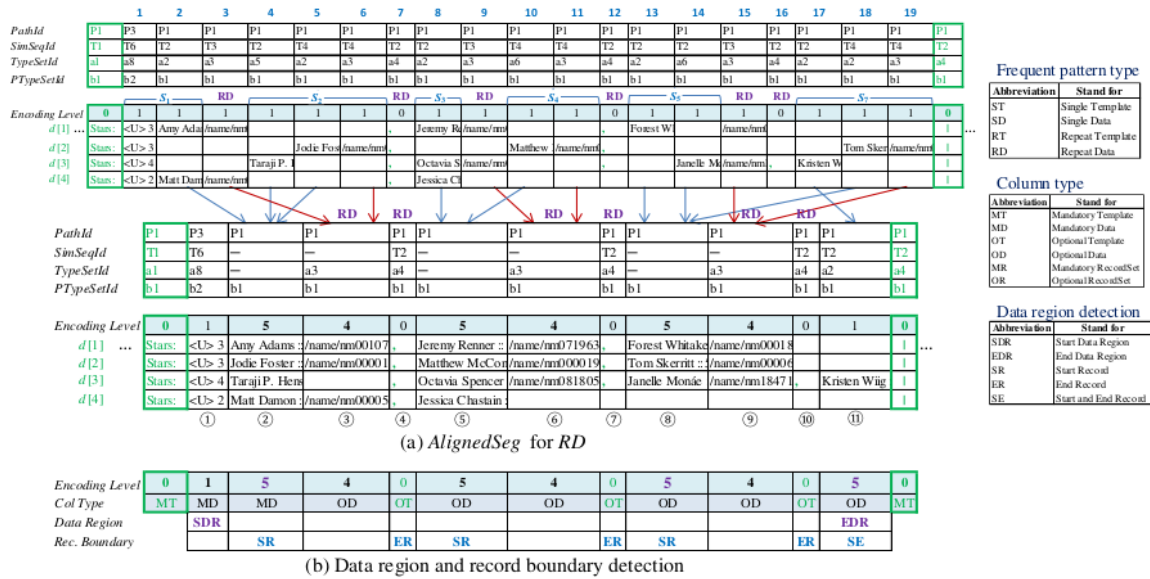 1 2 3 4 5 6 7 8 9 10 11 12 13 14 15 16 17 18 19
PathId P1 P3 P1 P1 P1 P1 P1 P1 P1 P1 P1 P1 P1 P1 P1 P1 P1 P1 P1 P1 P1
SimSeqId T1 T6 T2 T3 T2 T4 T4 T2 T2 T3 T4 T4 T2 T2 T2 T3 T2 T2 T4 T4 T2
TypeSetId a1 a8 a2 a3 a5 a2 a3 a4 a2 a3 a6 a3 a4 a2 a6 a3 a4 a2 a2 a3 a4
PTypeSetId b1 b2 b1 b1 b1 b1 b1 b1 b1 b1 b1 b1 b1 b1 b1 b1 b1 b1 b1 b1 b1
S1 RD S2 RD S3 RD S4 RD S5 RD RD S7
Encoding Level 0 1 1 1 1 1 1 0 1 1 1 1 0 1 1 1 0 1 1 1 0
d[1] ... Stars: <U> 3 Amy Ada /name/nm , Jeremy R /name/nm , Forest W /name/nm | ...
d[2] Stars: <U> 3 Jodie Fos /name/nm , Matthew /name/nm , Tom Sker /name/nm |
d[3] Stars: <U> 4 Taraji P. , Octavia S /name/nm , Janelle M /name/nm , Kristen W |
d[4] Stars: <U> 2 Matt Dam /name/nm , Jessica C |
RD RD RD RD RD RD
PathId P1 P3 P1 P1 P1 P1 P1 P1 P1 P1 P1 P1 P1
SimSeqId T1 T6 – – T2 – – T2 – – T2 T2 T2
TypeSetId a1 a8 – a3 a4 – a3 a4 – a3 a4 a2 a4
PTypeSetId b1 b2 b1 b1 b1 b1 b1 b1 b1 b1 b1 b1 b1
Encoding Level 0 1 5 4 0 5 4 0 5 4 0 1 0
d[1] ... Stars: <U> 3 Amy Adams : /name/nm00107 , Jeremy Renner :: /name/nm071963 , Forest Whitake /name/nm00018 | ...
d[2] Stars: <U> 3 Jodie Foster : /name/nm00001 , Matthew McCon /name/nm000019 , Tom Skerritt :: /name/nm00006 |
d[3] Stars: <U> 4 Taraji P. Hens , Octavia Spencer /name/nm081805 , Janelle Monáe /name/nm18471 , Kristen Wiig |
d[4] Stars: <U> 2 Matt Damon : /name/nm00005 , Jessica Chastain : |
① ② ③ ④ ⑤ ⑥ ⑦ ⑧ ⑨ ⑩ ⑪
(a) AlignedSeg for RD
Encoding Level 0 1 5 4 0 5 4 0 5 4 0 5 0
Col Type MT MD MD OD OT OD OD OT OD OD OT OD MT
Data Region SDR EDR
Rec. Boundary SR ER SR ER SR ER SE
(b) Data region and record boundary detection
Frequent pattern type
Abbreviation Stand for
ST Single Template
SD Single Data
RT Repeat Template
RD Repeat Data
Column type
Abbreviation Stand for
MT Mandatory Template
MD Mandatory Data
OT Optional Template
OD Optional Data
MR Mandatory RecordSet
OR Optional RecordSet
Data region detection
Abbreviation Stand for
SDR Start Data Region
EDR End Data Region
SR Start Record
ER End Record
SE Start and End Record